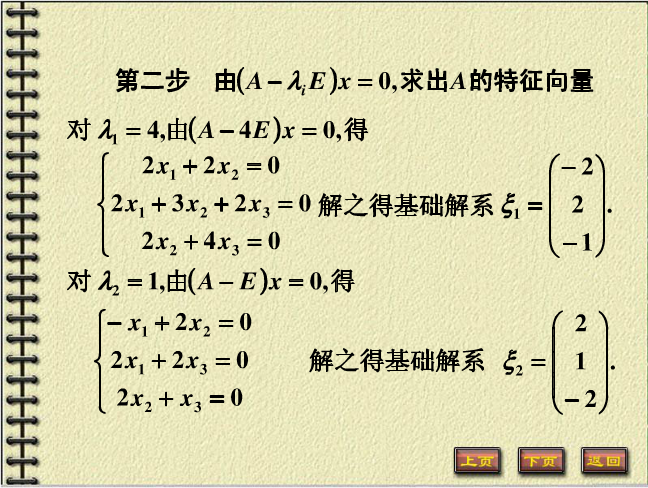 第二步 由(A − λᵢE)x = 0,求出A的特征向量
对 λ₁ = 4,由(A − 4E)x = 0,得
2x₁ + 2x₂ = 0
2x₁ + 3x₂ + 2x₃ = 0 解之得基础解系 ξ₁ = (−2 2 −1).
2x₂ + 4x₃ = 0
对 λ₂ = 1,由(A − E)x = 0,得
−x₁ + 2x₂ = 0
2x₁ + 2x₃ = 0 解之得基础解系 ξ₂ = (2 1 −2).
2x₂ + x₃ = 0
上页 下页 返回